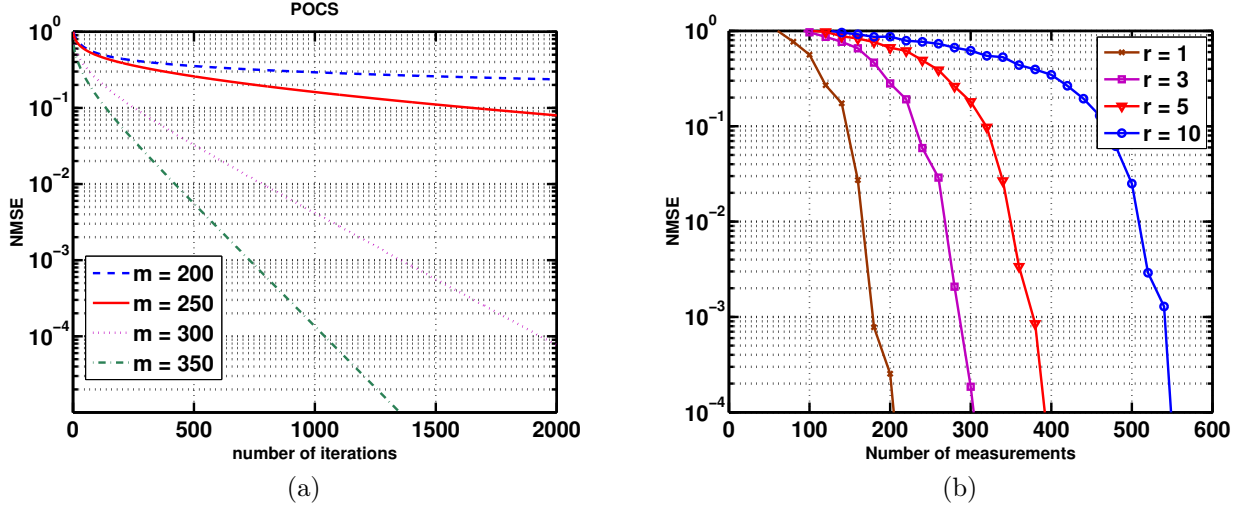 POCS
10^0
10^-1
10^-2
10^-3
10^-4
NMSE
m = 200
m = 250
m = 300
m = 350
0 500 1000 1500 2000
number of iterations
(a)
10^0
10^-1
10^-2
10^-3
10^-4
NMSE
r = 1
r = 3
r = 5
r = 10
0 100 200 300 400 500 600
Number of measurements
(b)